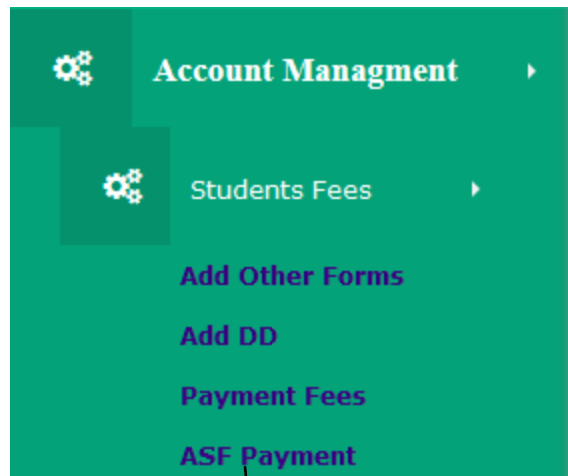 Account Managment
Students Fees
Add Other Forms
Add DD
Payment Fees
ASF Payment